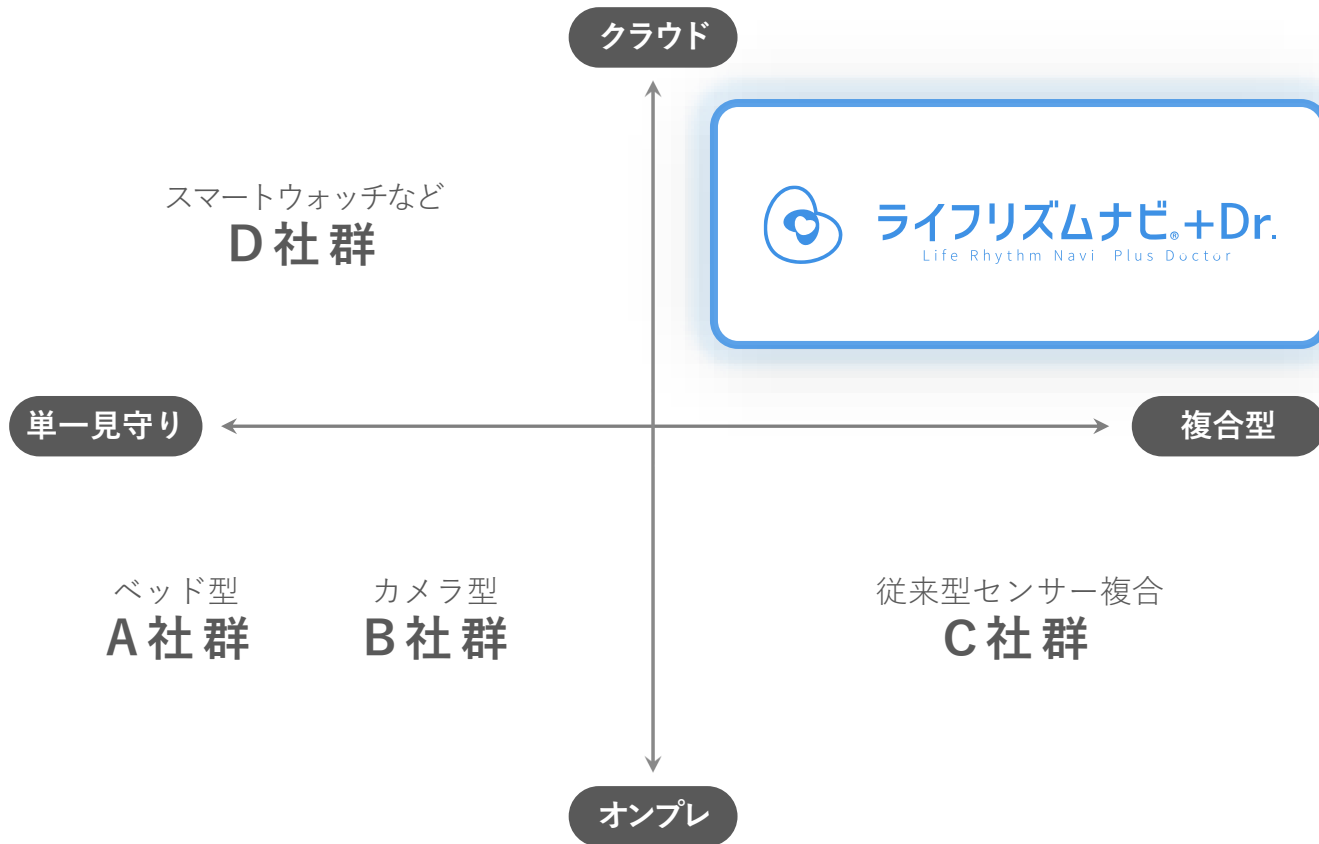 クラウド
スマートウォッチなど
D社群
ライフリズムナビ®+Dr.
Life Rhythm Navi Plus Doctor
単一見守り
複合型
ベッド型
A社群
カメラ型
B社群
従来型センサー複合
C社群
オンプレ